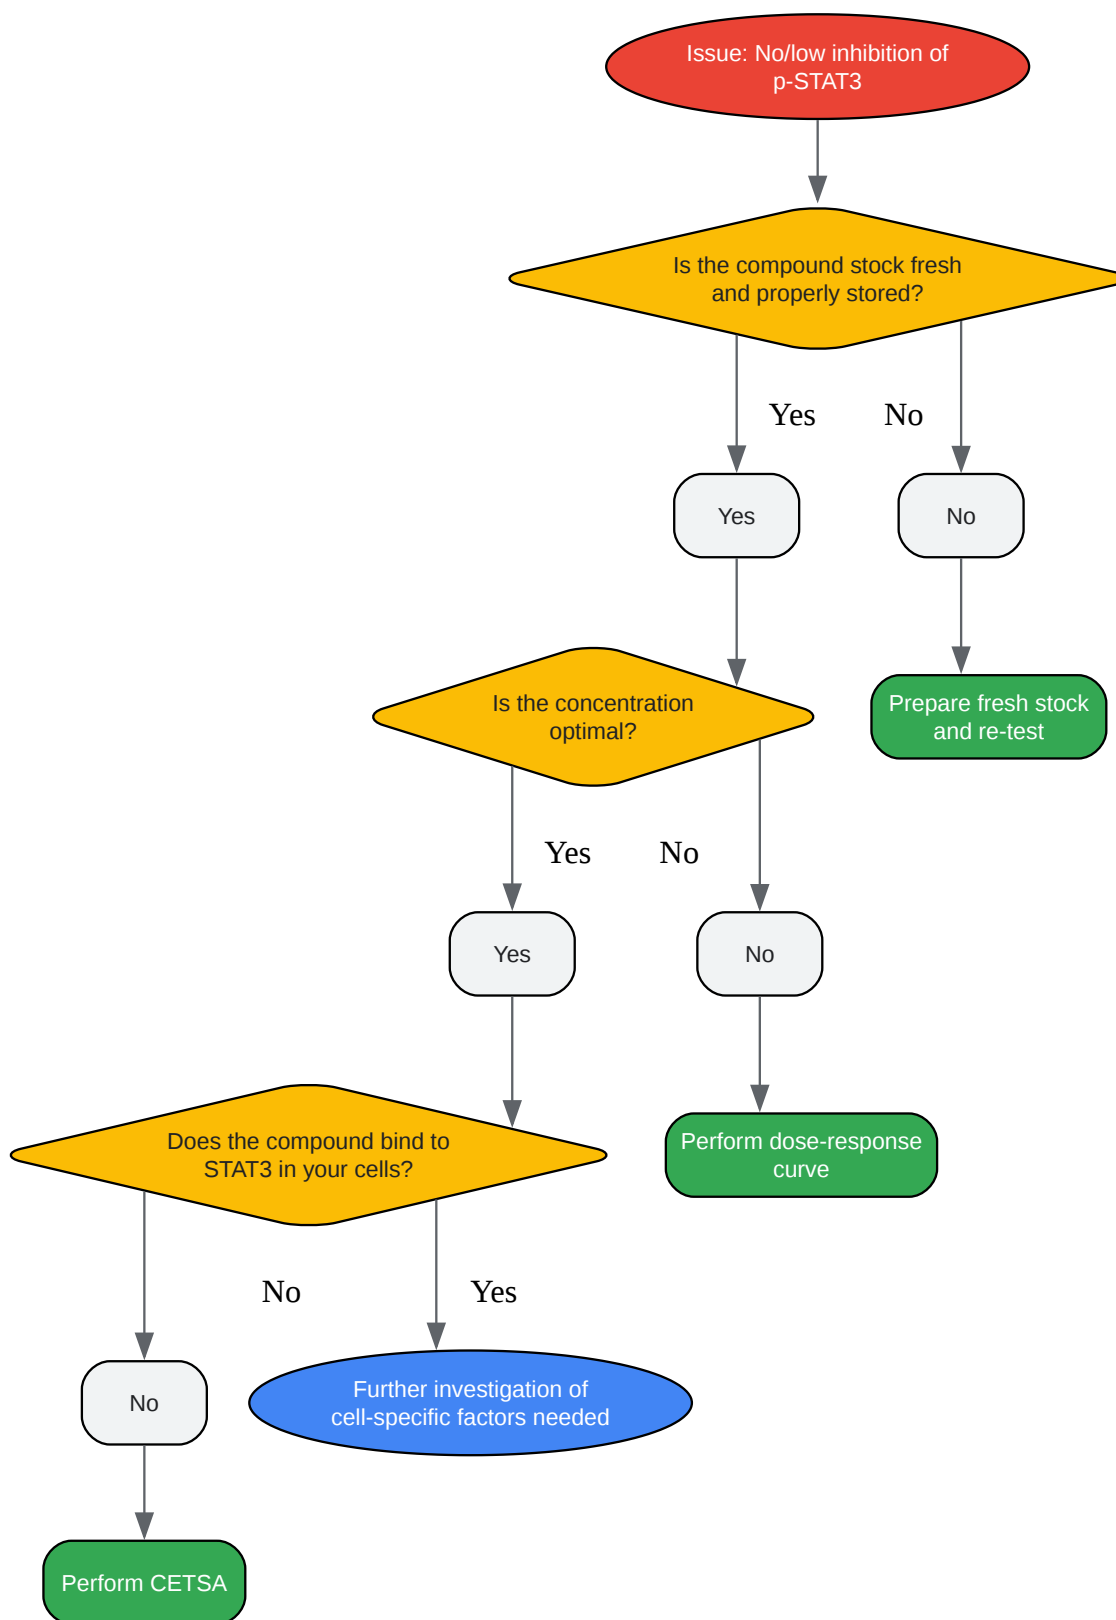 Issue: No/low inhibition of
p-STAT3
Is the compound stock fresh
and properly stored?
Yes
No
Yes
No
Is the concentration
optimal?
Prepare fresh stock
and re-test
Yes
No
Yes
No
Does the compound bind to
STAT3 in your cells?
Perform dose-response
curve
No
Yes
No
Further investigation of
cell-specific factors needed
Perform CETSA